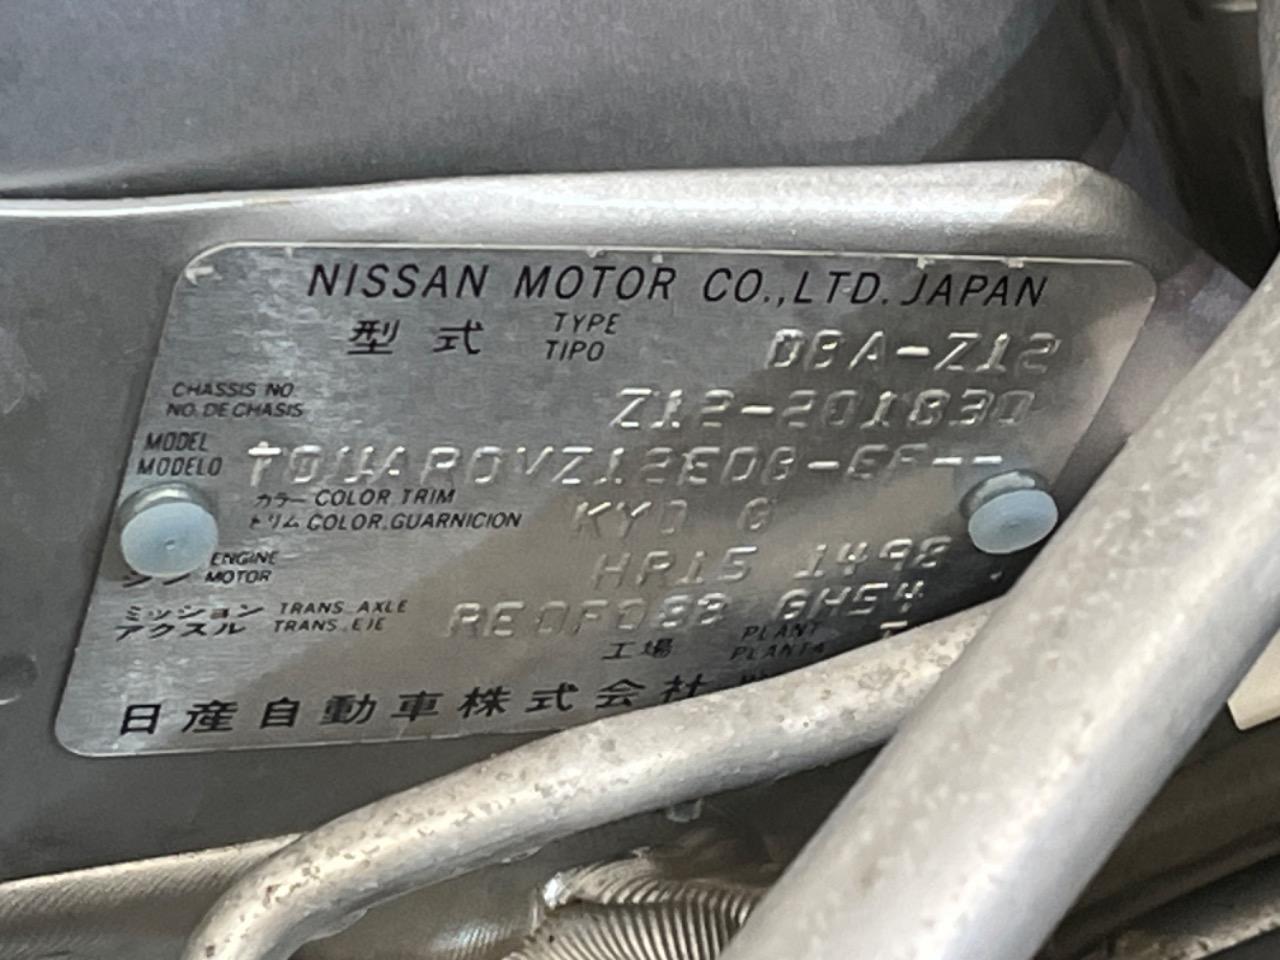 NISSAN MOTOR CO.,LTD. JAPAN
型式 TYPE TIPO DBA-Z12
CHASSIS NO. NO. DE CHASIS Z12-201830
MODEL MODELO
カラー COLOR.TRIM
トリム COLOR.GUARNICION KY0 G
ENGINE MOTOR HR15 1498
ミッション TRANS. AXLE
アクスル TRANS. EJE RE0F08B GH54
工場 PLANT PLANTA
日産自動車株式会社